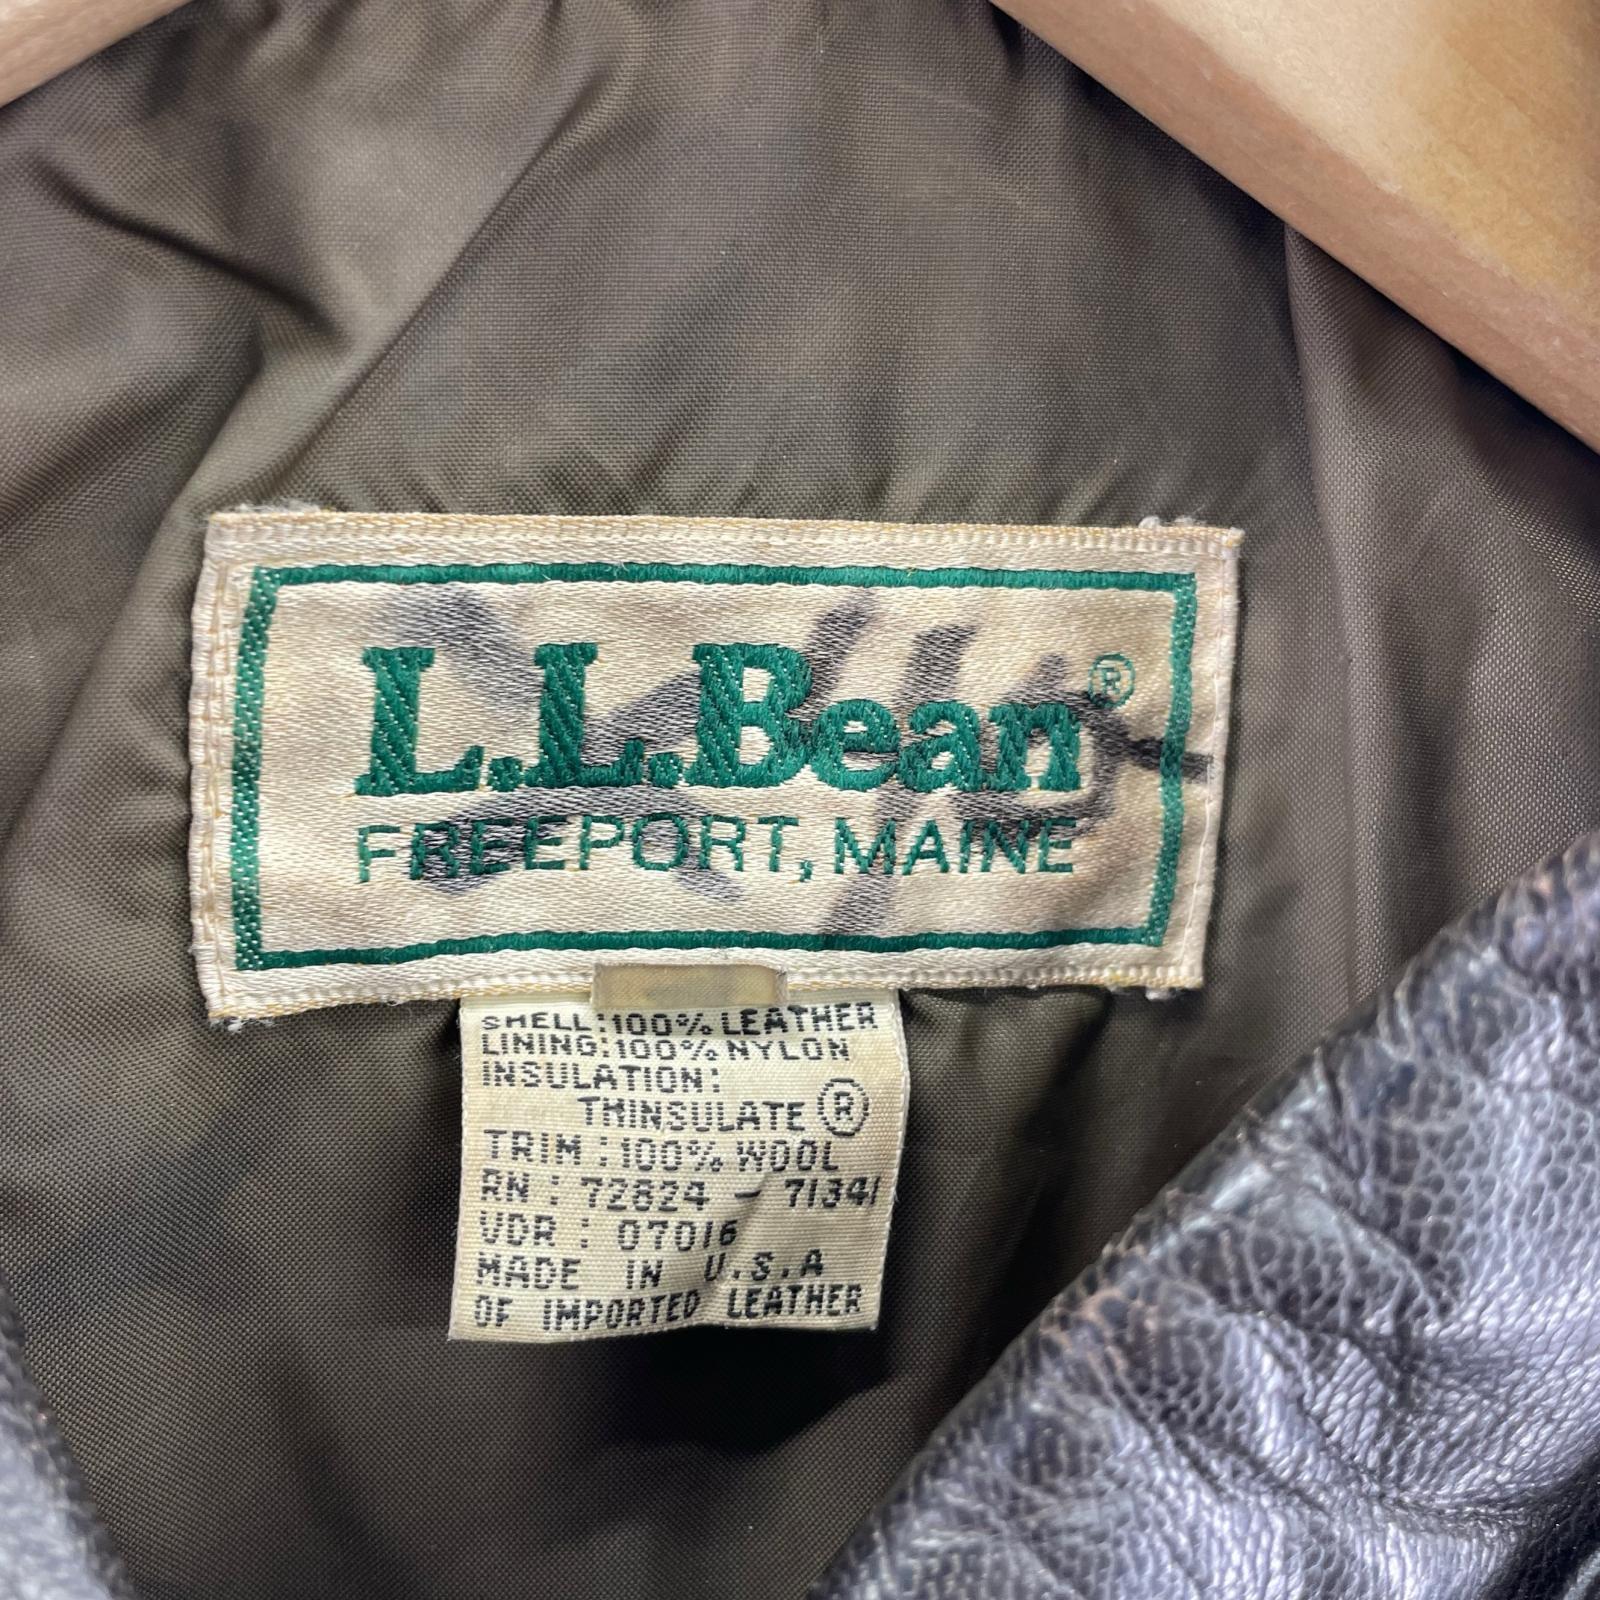 L.L.Bean®
FREEPORT, MAINE
SHELL:100% LEATHER
LINING:100% NYLON
INSULATION:
THINSULATE®
TRIM:100% WOOL
RN: 72824 - 71341
VDR: 07016
MADE IN U.S.A
OF IMPORTED LEATHER